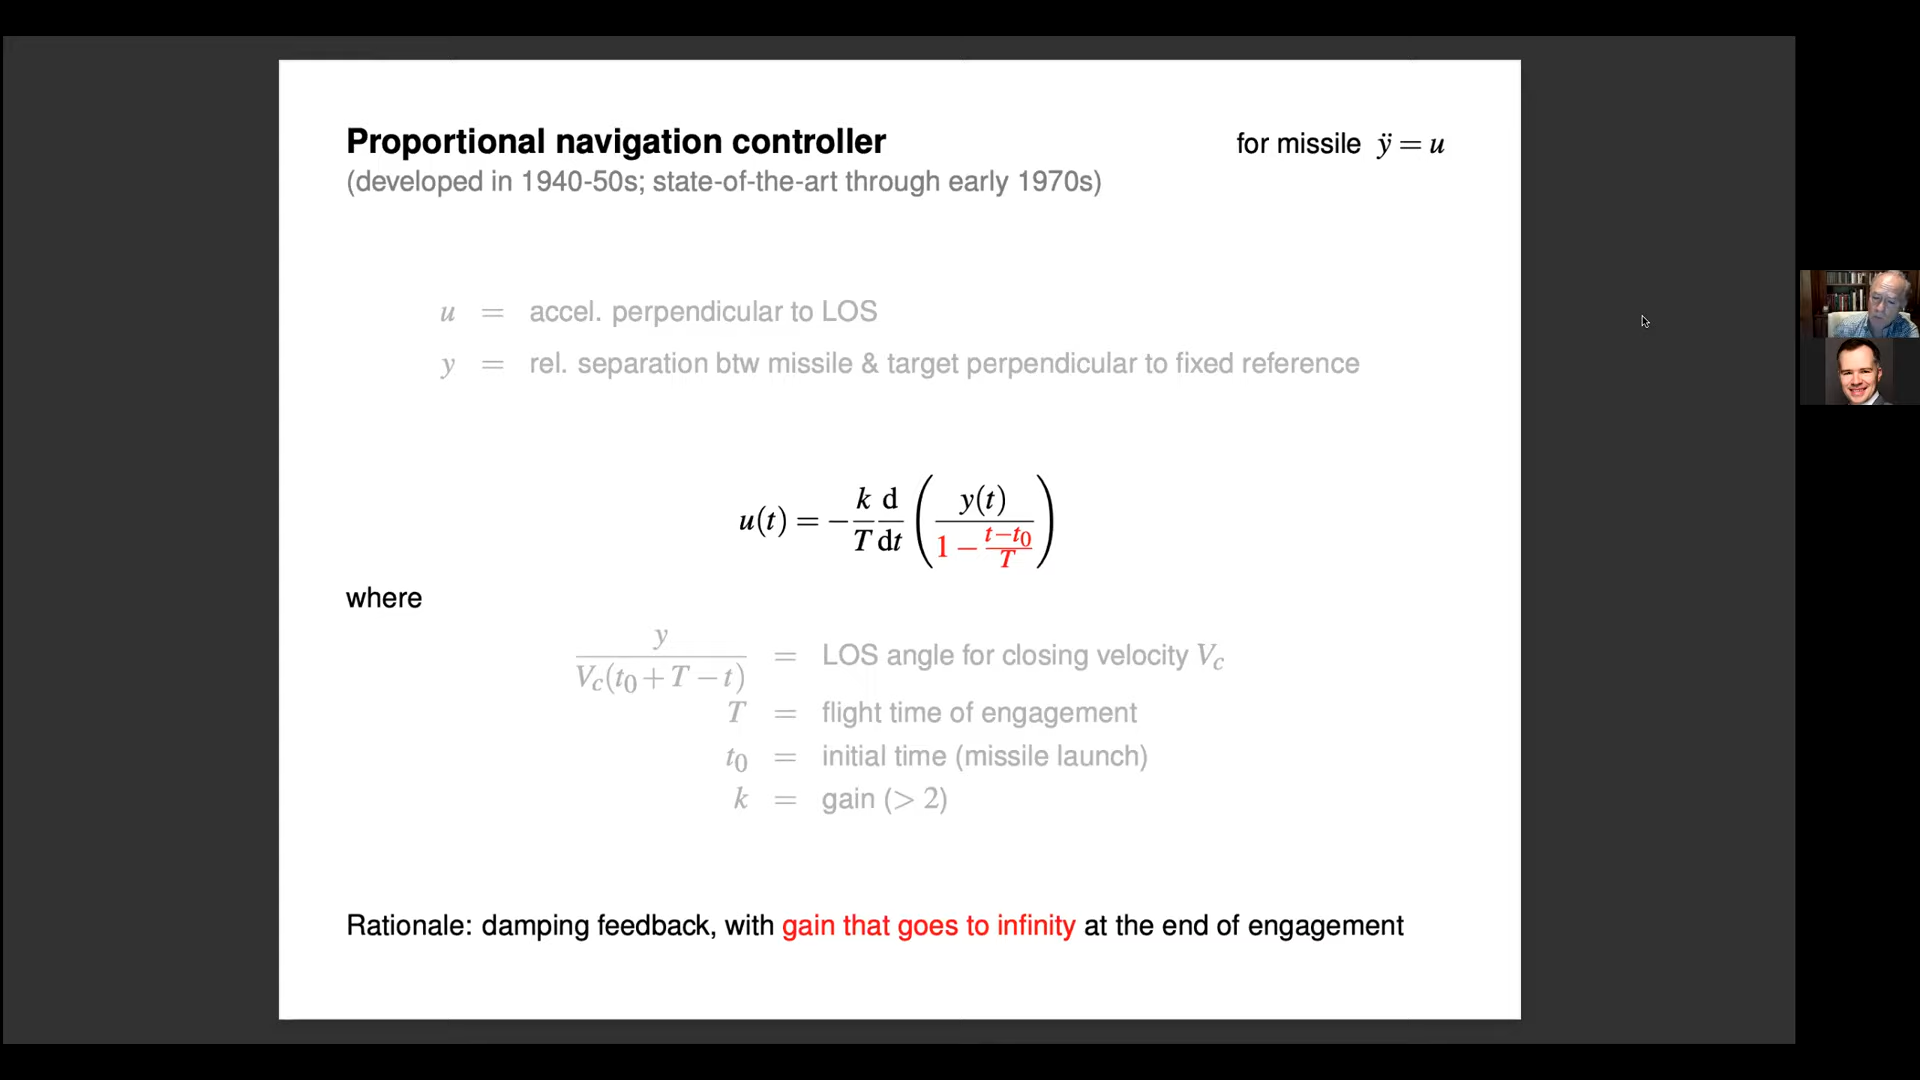 Proportional navigation controller
for missile ÿ = u
(developed in 1940-50s; state-of-the-art through early 1970s)
u = accel. perpendicular to LOS
y = rel. separation btw missile & target perpendicular to fixed reference
u(t) = − k/T d/dt ( y(t) / (1 − (t−t₀)/T) )
where
y / (V_c(t₀ + T − t)) = LOS angle for closing velocity V_c
T = flight time of engagement
t₀ = initial time (missile launch)
k = gain (> 2)
Rationale: damping feedback, with gain that goes to infinity at the end of engagement